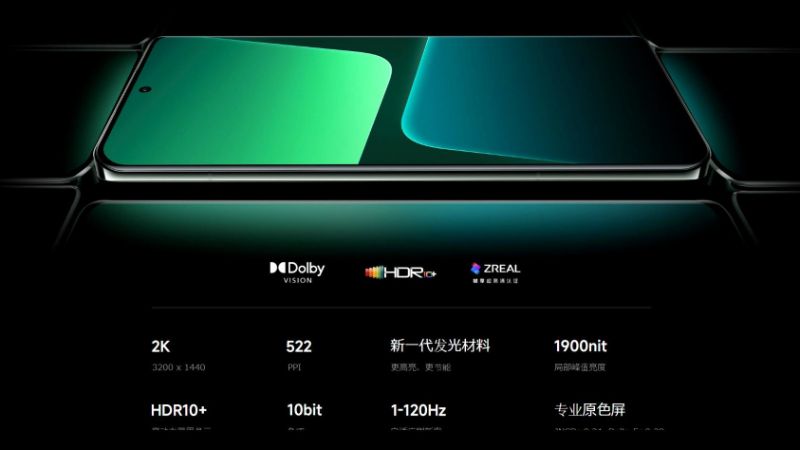 Dolby
VISION
HDR10+
ZREAL
2K
522
新一代发光材料
1900nit
3200 x 1440
PPI
更高亮、更节能
局部峰值亮度
HDR10+
10bit
1-120Hz
专业原色屏